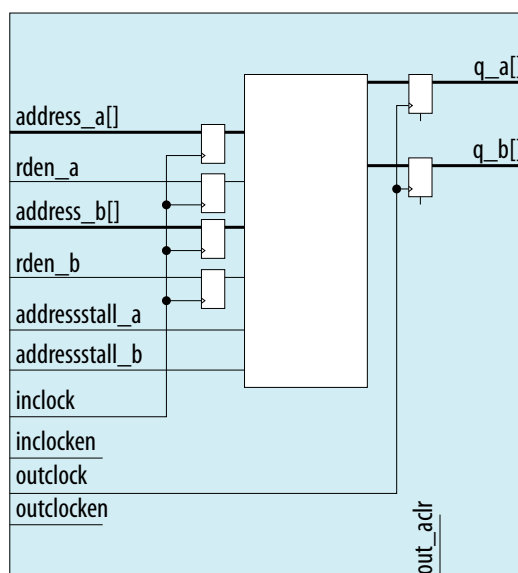 q_a[]
address_a[]
rden_a
q_b[]
address_b[]
rden_b
addressstall_a
addressstall_b
inclock
inclocken
outclock
outclocken
out_aclr